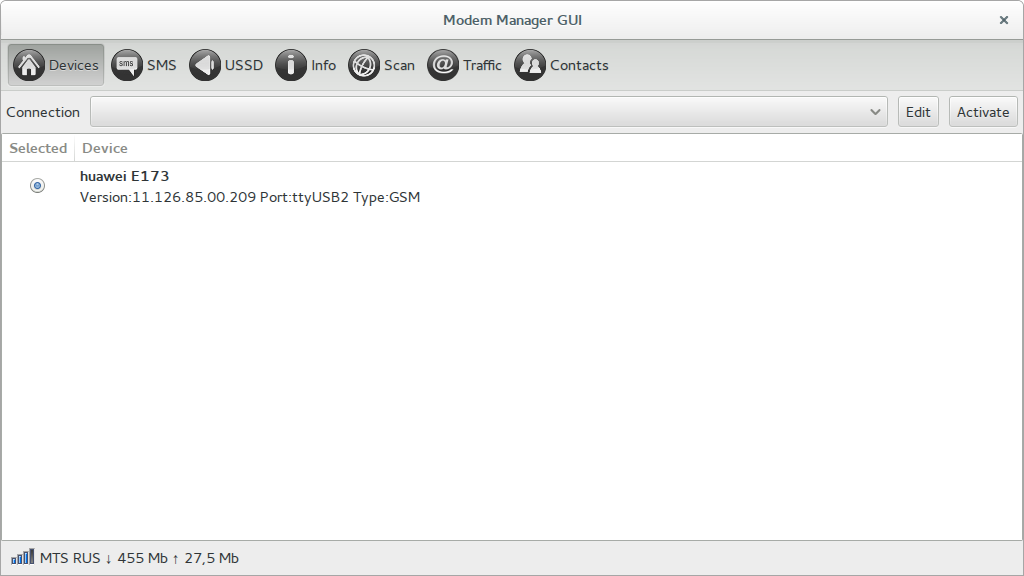 Modem Manager GUI
Devices sms SMS USSD Info Scan @ Traffic Contacts
Connection Edit Activate
Selected Device
huawei E173
Version:11.126.85.00.209 Port:ttyUSB2 Type:GSM
MTS RUS ↓ 455 Mb ↑ 27,5 Mb